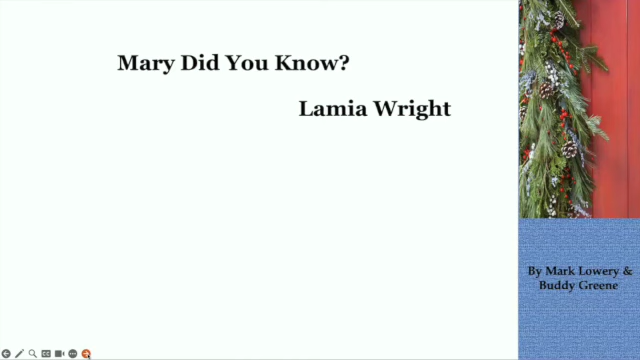 Mary Did You Know?
Lamia Wright
By Mark Lowery &
Buddy Greene